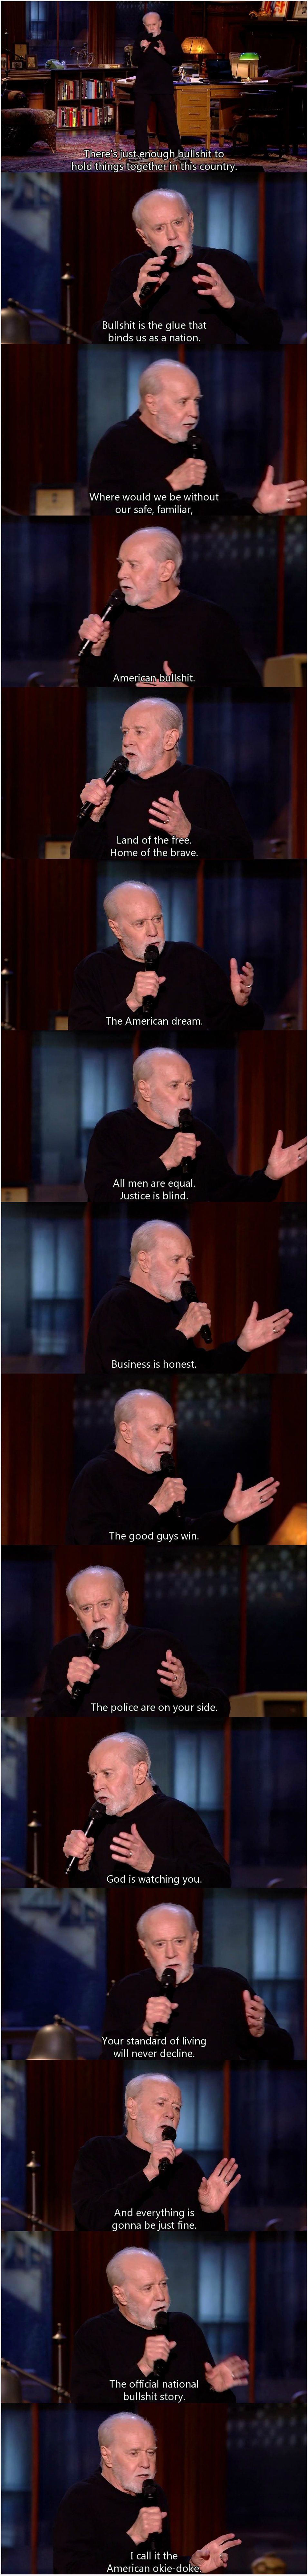 There's just enough bullshit to
hold things together in this country.
Bullshit is the glue that
binds us as a nation.
Where would we be without
our safe, familiar,
American bullshit.
Land of the free.
Home of the brave.
The American dream.
All men are equal.
Justice is blind.
Business is honest.
The good guys win.
The police are on your side.
God is watching you.
Your standard of living
will never decline.
And everything is
gonna be just fine.
The official national
bullshit story.
I call it the
American okie-doke.